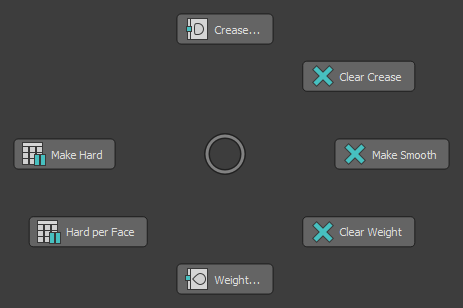 Crease...
Clear Crease
Make Hard
Make Smooth
Hard per Face
Clear Weight
Weight...